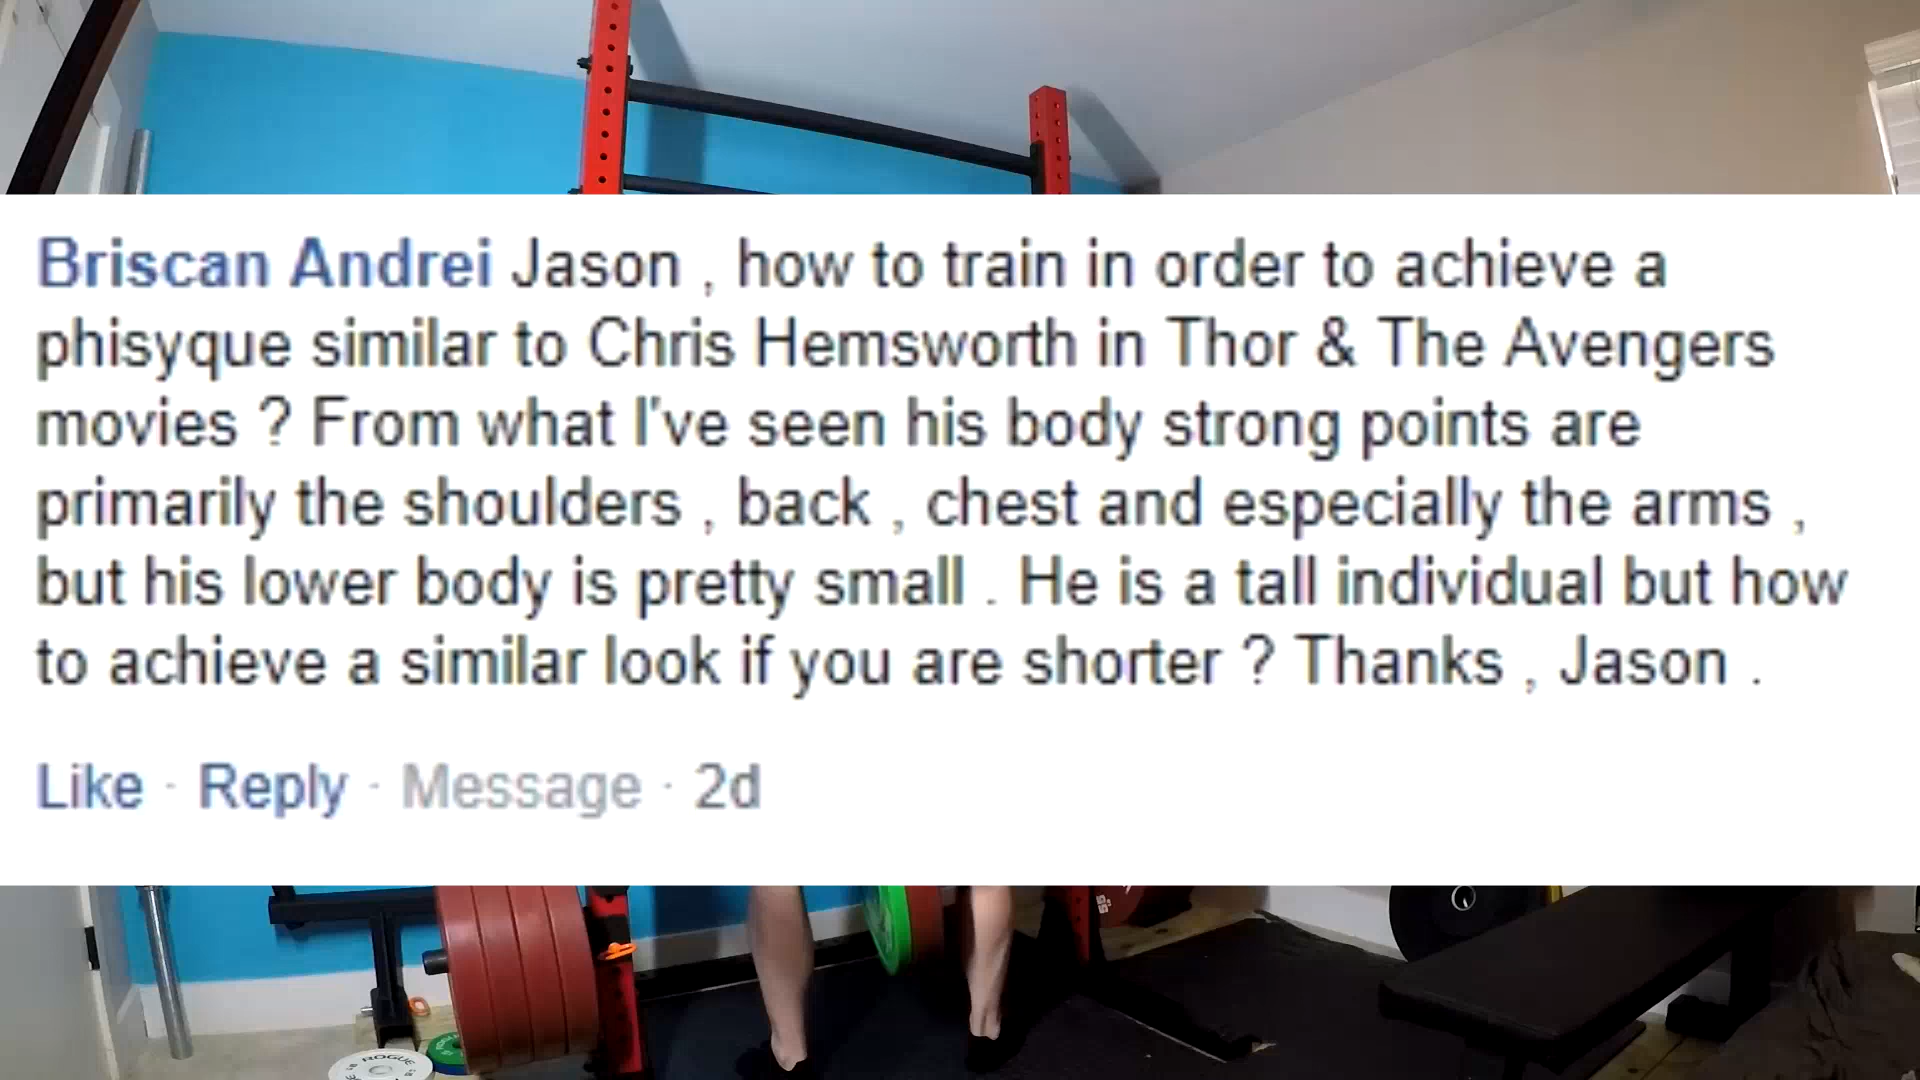 Briscan Andrei Jason , how to train in order to achieve a
phisyque similar to Chris Hemsworth in Thor & The Avengers
movies ? From what I've seen his body strong points are
primarily the shoulders , back , chest and especially the arms ,
but his lower body is pretty small . He is a tall individual but how
to achieve a similar look if you are shorter ? Thanks , Jason .
Like · Reply · Message · 2d
55
ROGUE